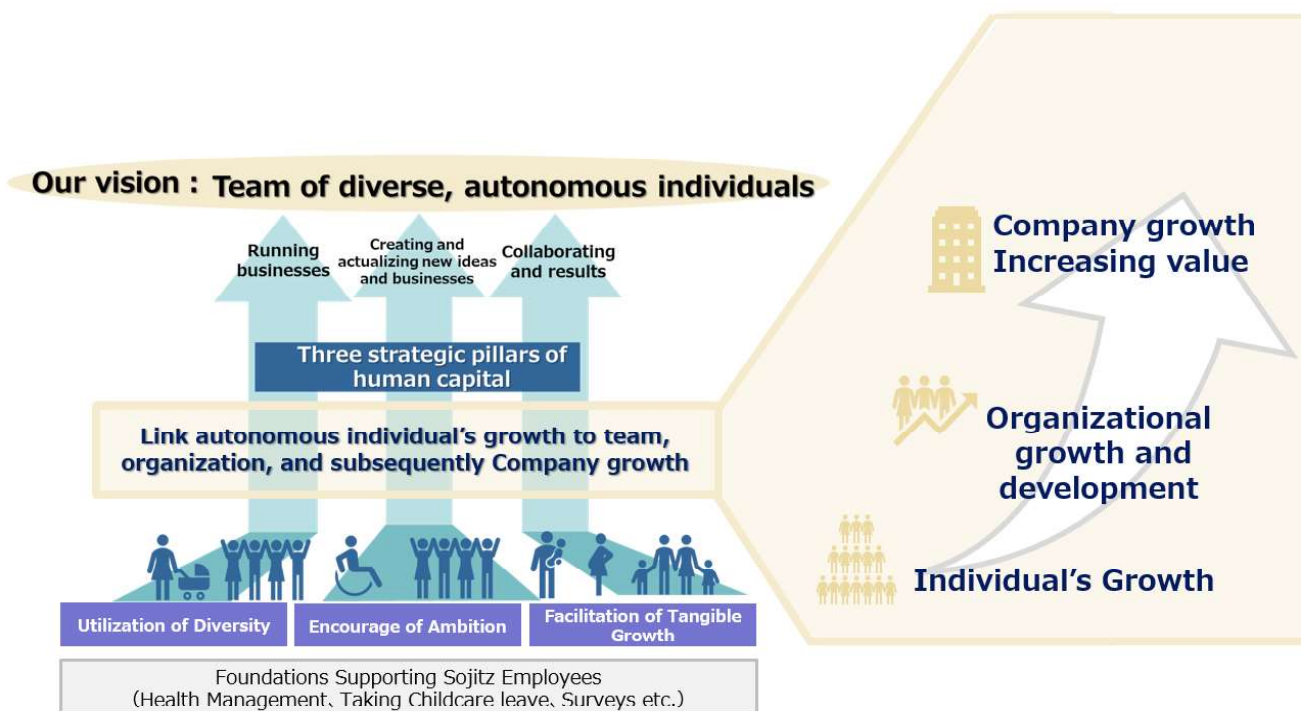 Our vision : Team of diverse, autonomous individuals
Running
businesses
Creating and
actualizing new ideas
and businesses
Collaborating
and results
Three strategic pillars of
human capital
Link autonomous individual's growth to team,
organization, and subsequently Company growth
Utilization of Diversity
Encourage of Ambition
Facilitation of Tangible
Growth
Foundations Supporting Sojitz Employees
(Health Management、Taking Childcare leave、Surveys etc.)
Company growth
Increasing value
Organizational
growth and
development
Individual's Growth